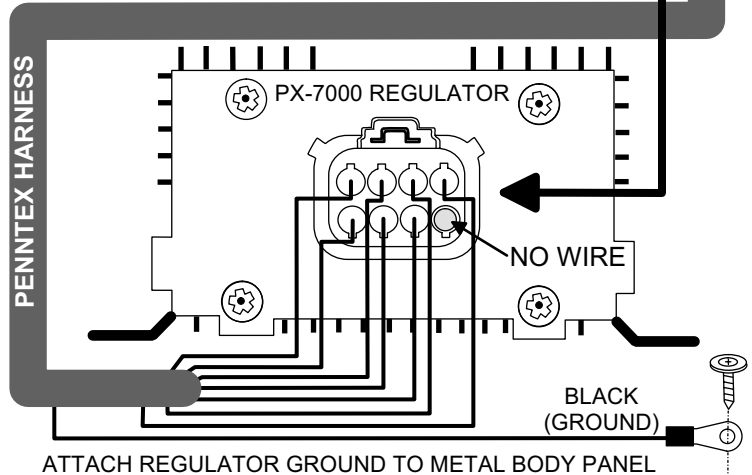 PENNTEX HARNESS
PX-7000 REGULATOR
NO WIRE
BLACK
(GROUND)
ATTACH REGULATOR GROUND TO METAL BODY PANEL